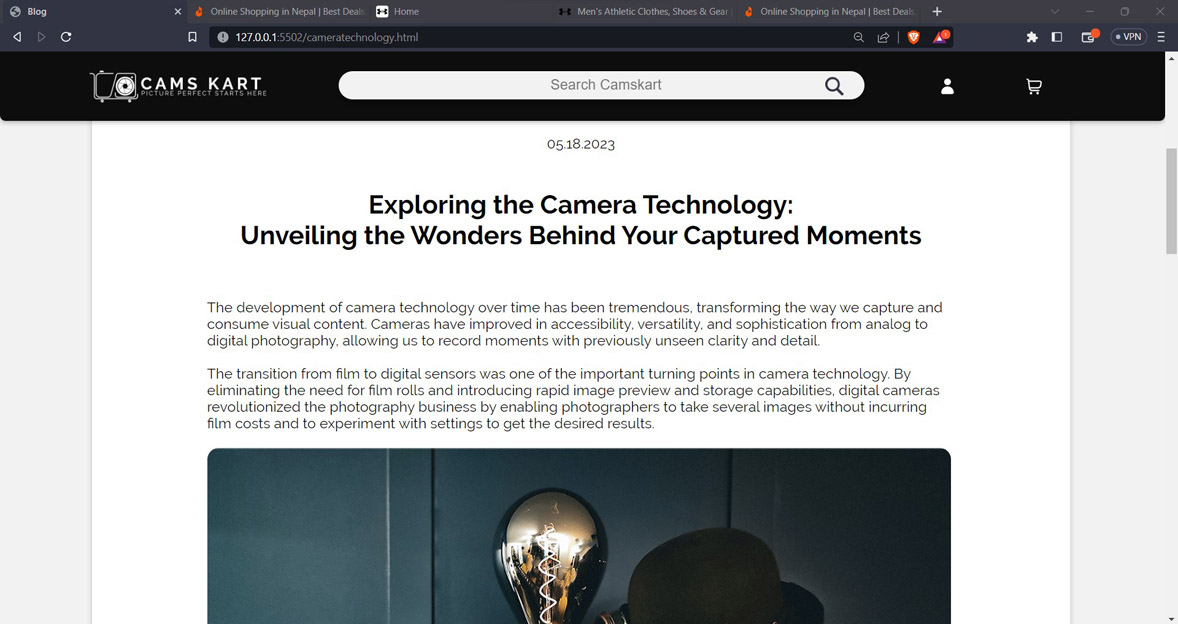 Blog
Online Shopping in Nepal | Best Deals
Home
Men's Athletic Clothes, Shoes & Gear
Online Shopping in Nepal | Best Deals
127.0.0.1:5502/cameratechnology.html
1
VPN
CAMS KART
PICTURE PERFECT STARTS HERE
Search Camskart
05.18.2023
Exploring the Camera Technology:
Unveiling the Wonders Behind Your Captured Moments
The development of camera technology over time has been tremendous, transforming the way we capture and
consume visual content. Cameras have improved in accessibility, versatility, and sophistication from analog to
digital photography, allowing us to record moments with previously unseen clarity and detail.
The transition from film to digital sensors was one of the important turning points in camera technology. By
eliminating the need for film rolls and introducing rapid image preview and storage capabilities, digital cameras
revolutionized the photography business by enabling photographers to take several images without incurring
film costs and to experiment with settings to get the desired results.